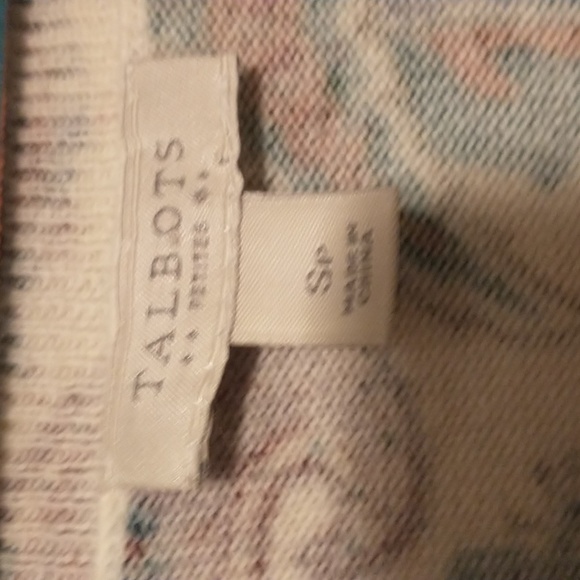 TALBOTS
PETITES
SP
MADE IN
CHINA